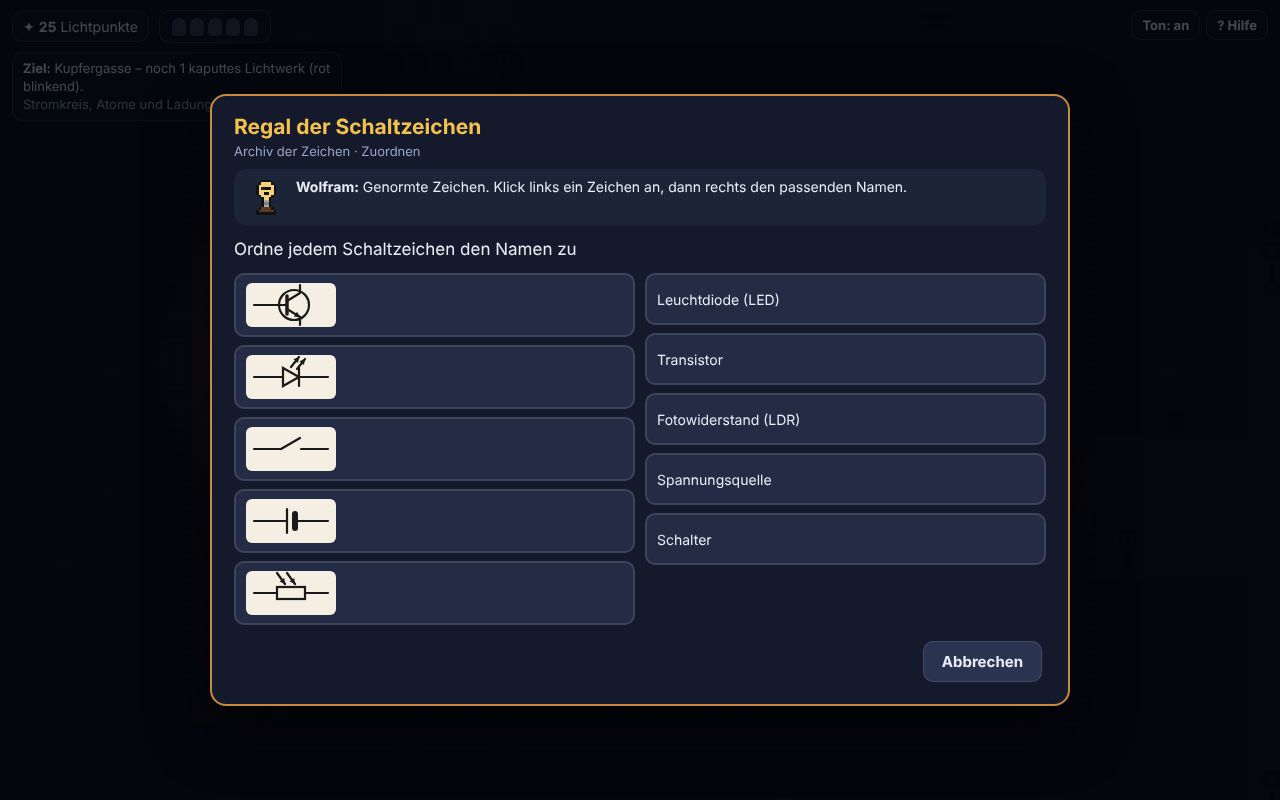 ✦ 25 Lichtpunkte
Ton: an
? Hilfe
Ziel: Kupfergasse – noch 1 kaputtes Lichtwerk (rot
blinkend).
Stromkreis, Atome und Ladung
Regal der Schaltzeichen
Archiv der Zeichen · Zuordnen
Wolfram: Genormte Zeichen. Klick links ein Zeichen an, dann rechts den passenden Namen.
Ordne jedem Schaltzeichen den Namen zu
Leuchtdiode (LED)
Transistor
Fotowiderstand (LDR)
Spannungsquelle
Schalter
Abbrechen